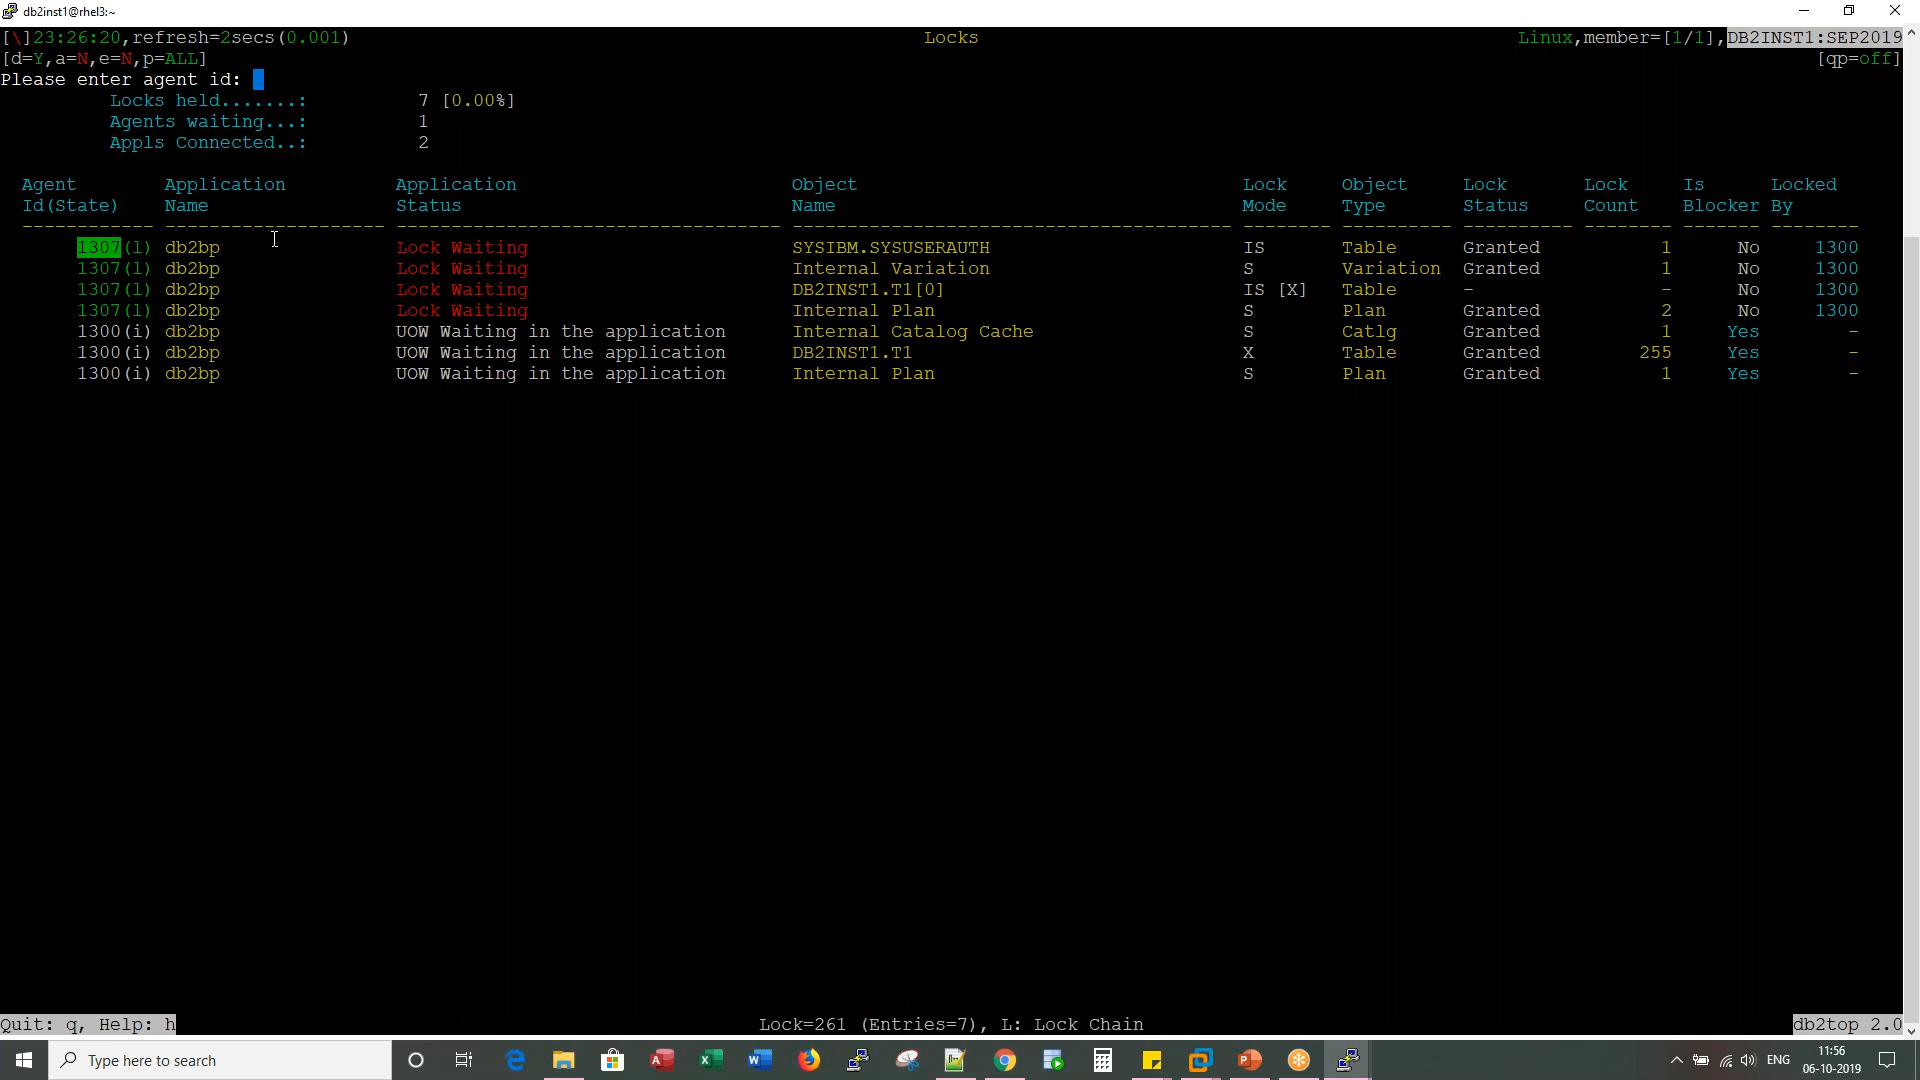 db2inst1@rhel3:~
[\]23:26:20,refresh=2secs(0.001) Locks Linux,member=[1/1],DB2INST1:SEP2019
[d=Y,a=N,e=N,p=ALL] [qp=off]
Please enter agent id:
Locks held.......: 7 [0.00%]
Agents waiting...: 1
Appls Connected..: 2
Agent Application Application Object Lock Object Lock Lock Is Locked
Id(State) Name Status Name Mode Type Status Count Blocker By
------------ -------------------- ----------------------------------- ---------------------------------------- -------- ---------- ---------- -------- ------- --------
1307(l) db2bp Lock Waiting SYSIBM.SYSUSERAUTH IS Table Granted 1 No 1300
1307(l) db2bp Lock Waiting Internal Variation S Variation Granted 1 No 1300
1307(l) db2bp Lock Waiting DB2INST1.T1[0] IS [X] Table - - No 1300
1307(l) db2bp Lock Waiting Internal Plan S Plan Granted 2 No 1300
1300(i) db2bp UOW Waiting in the application Internal Catalog Cache S Catlg Granted 1 Yes -
1300(i) db2bp UOW Waiting in the application DB2INST1.T1 X Table Granted 255 Yes -
1300(i) db2bp UOW Waiting in the application Internal Plan S Plan Granted 1 Yes -
Quit: q, Help: h Lock=261 (Entries=7), L: Lock Chain db2top 2.0
Type here to search ENG 11:56
06-10-2019